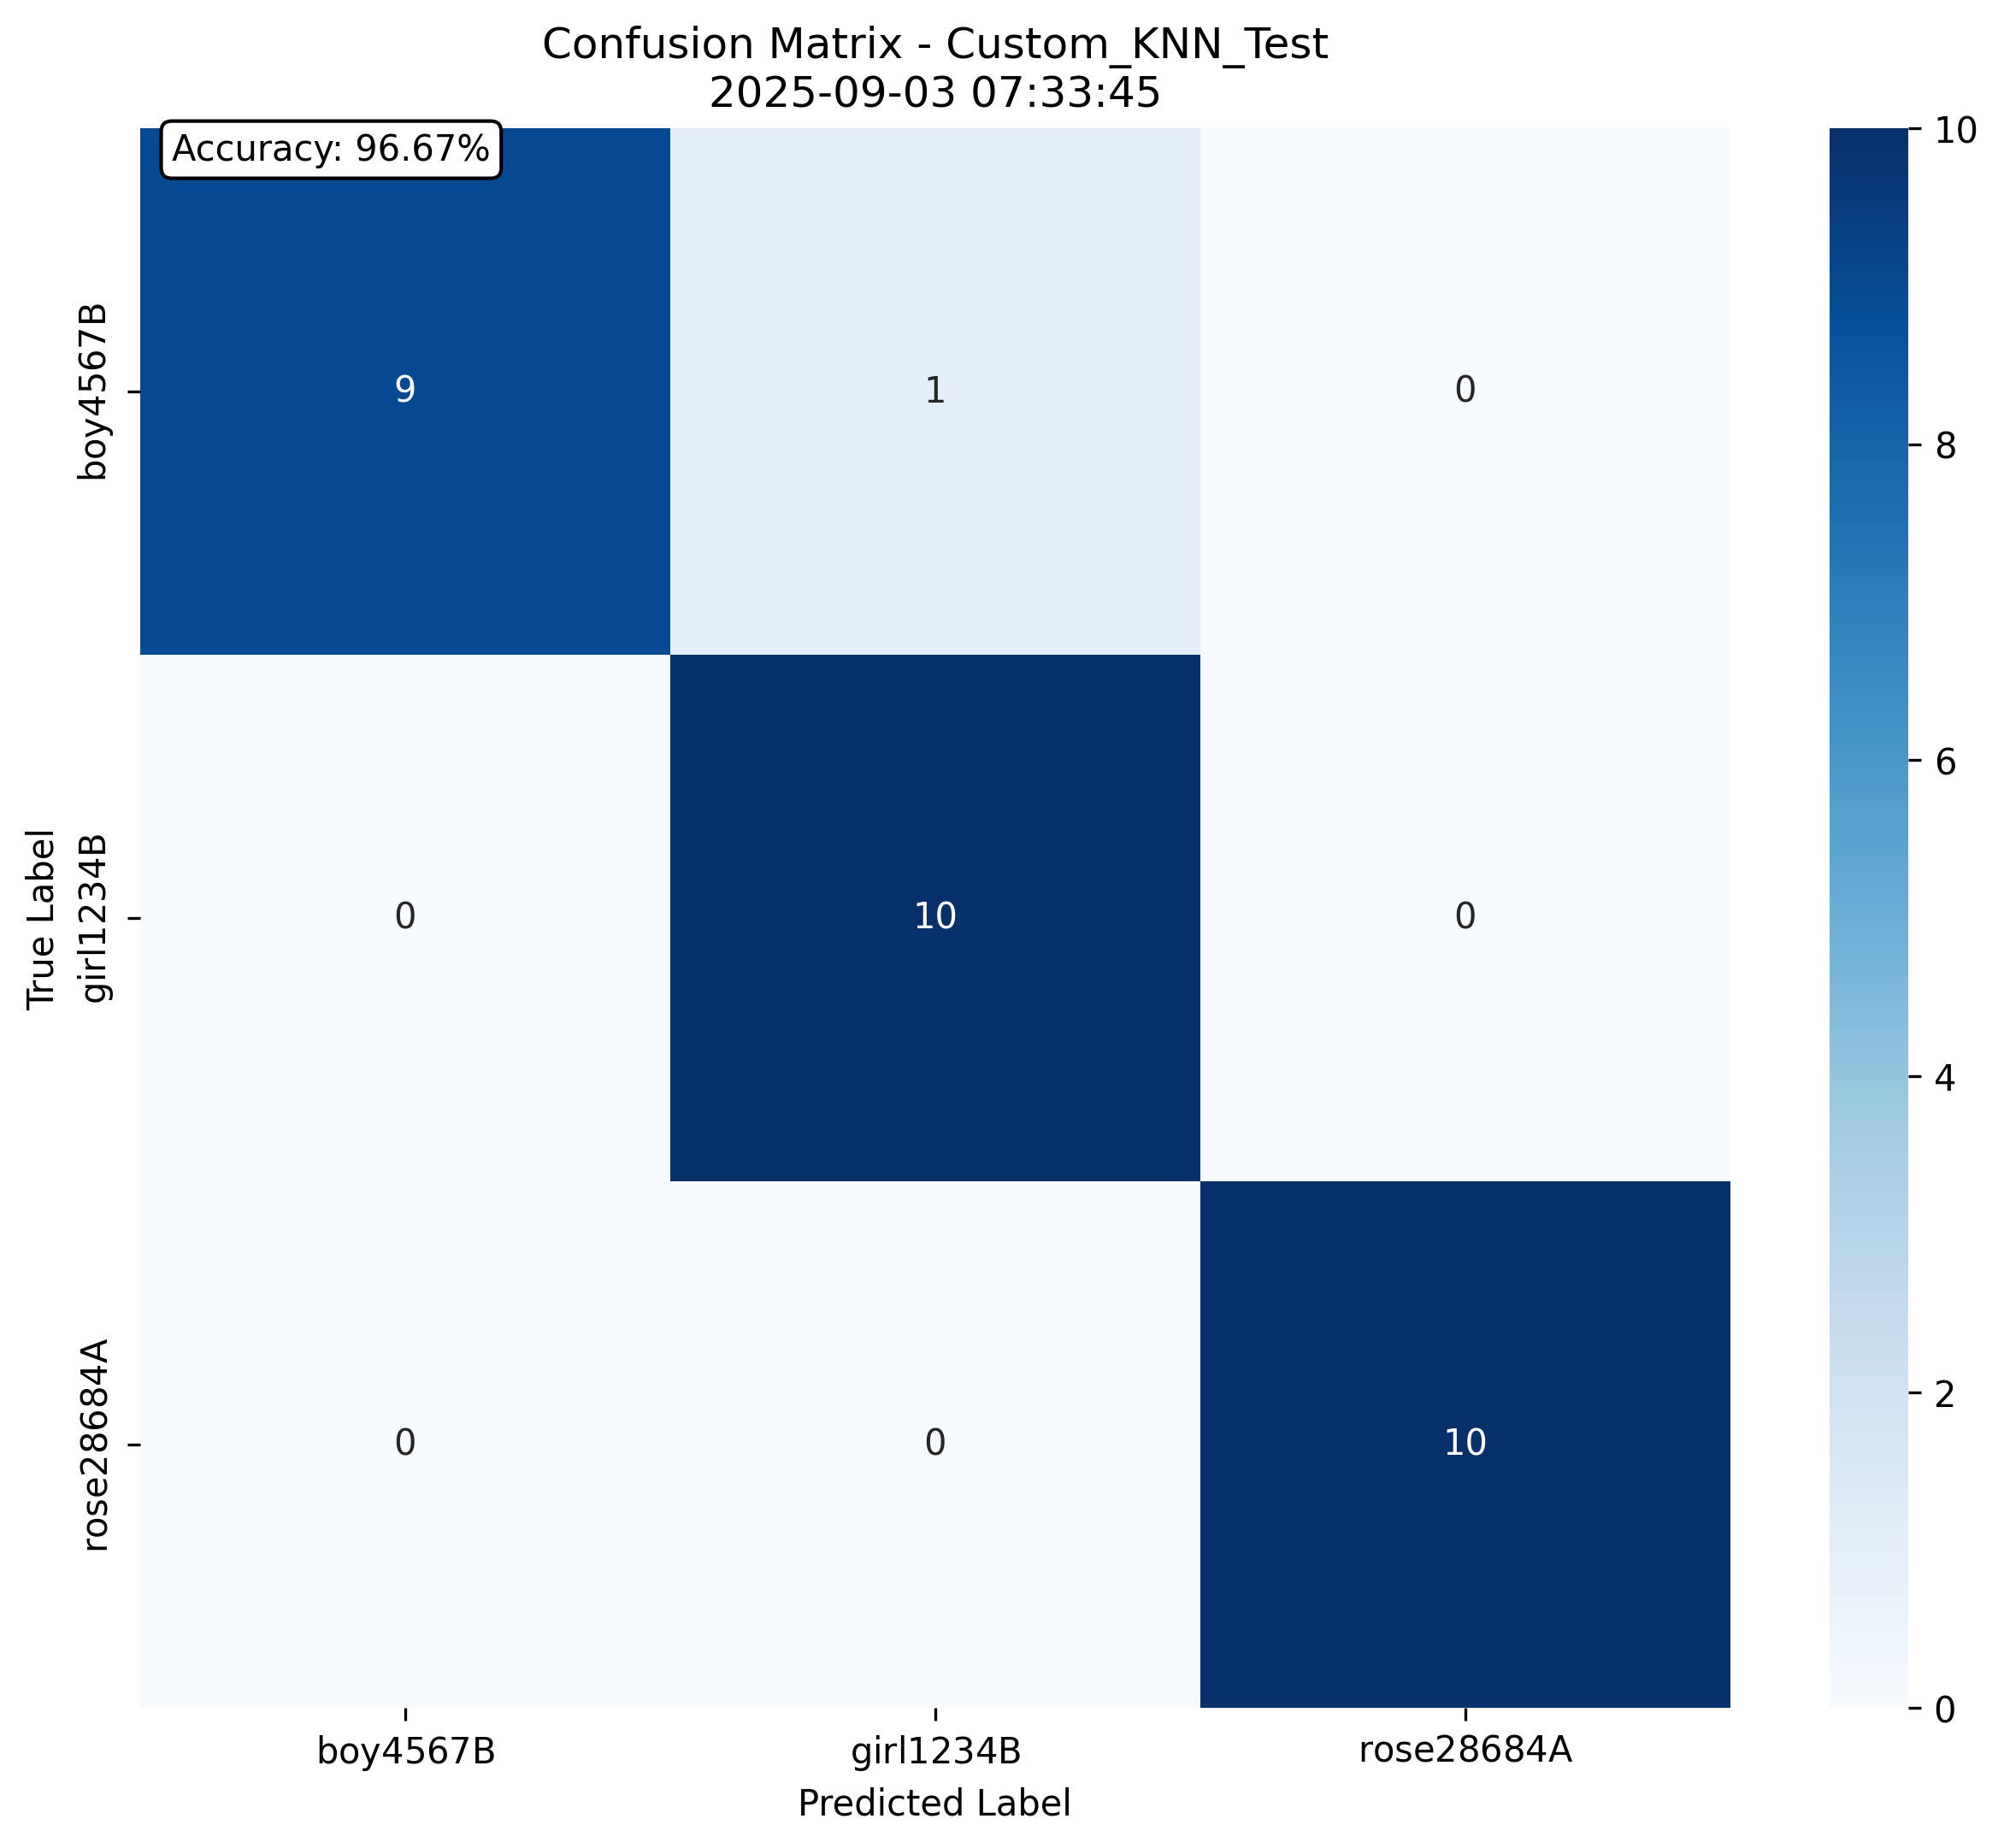 Confusion Matrix - Custom_KNN_Test
2025-09-03 07:33:45
Accuracy: 96.67%
True Label
boy4567B
9 1 0
girl1234B
0 10 0
rose28684A
0 0 10
boy4567B girl1234B rose28684A
Predicted Label
10
8
6
4
2
0